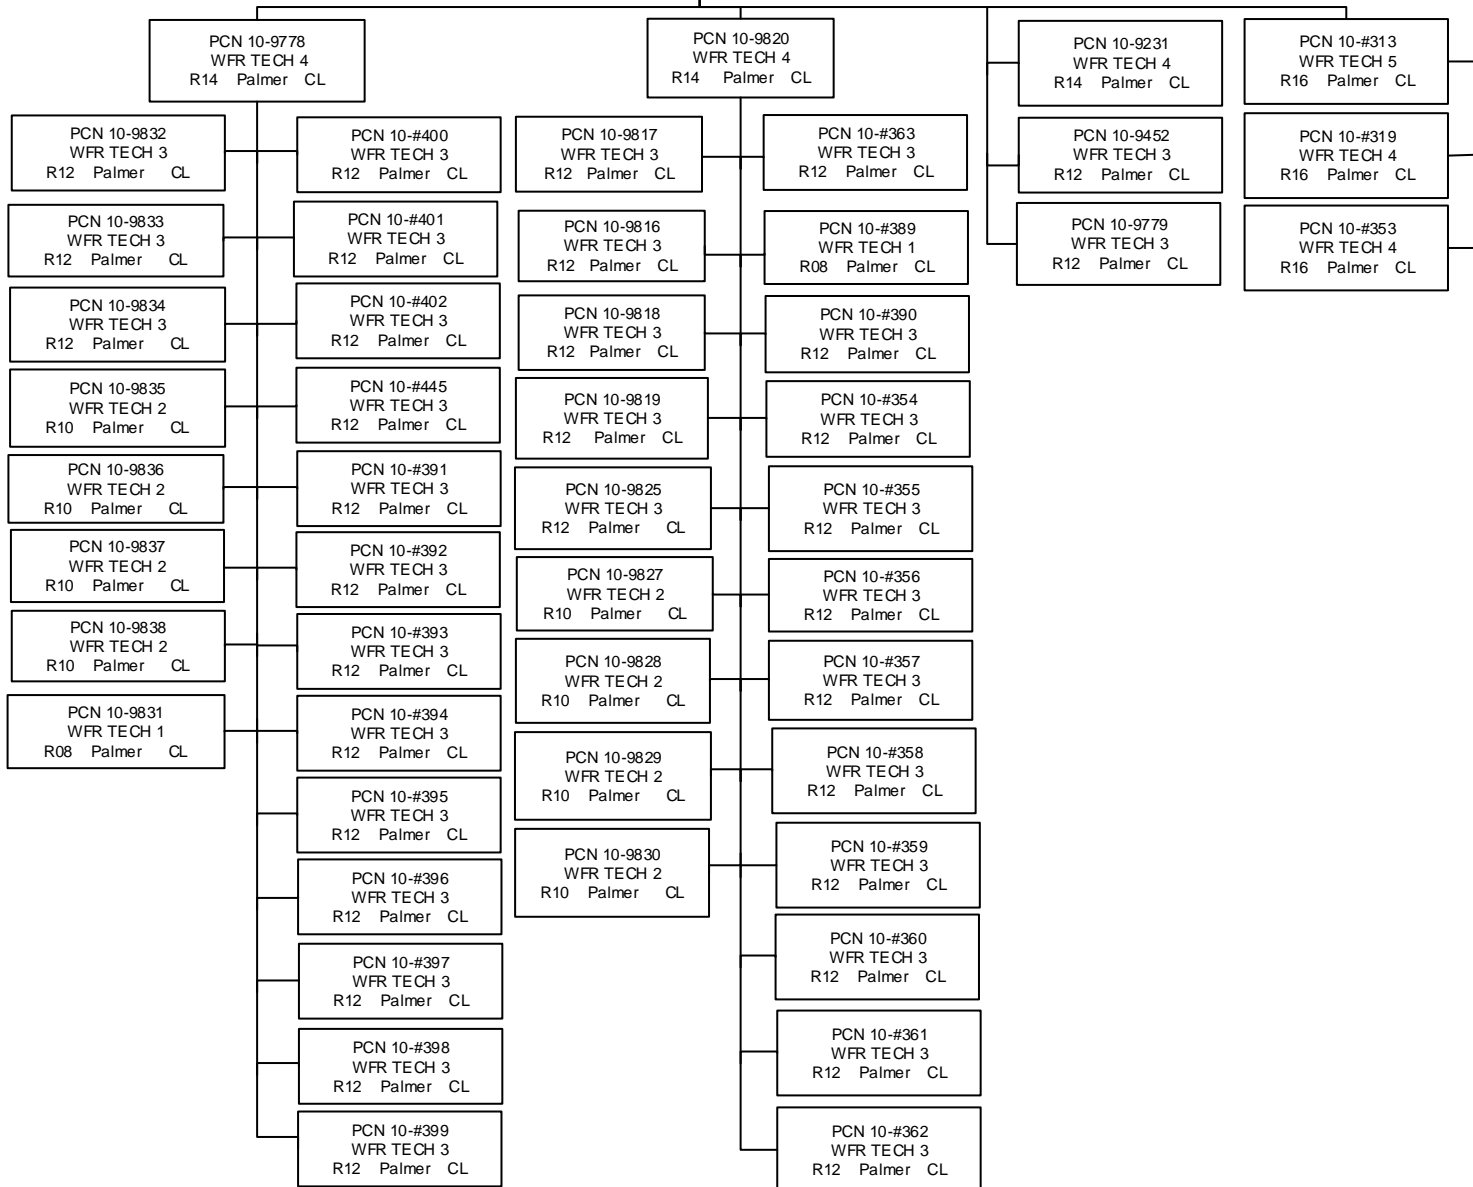 PCN 10-9778
WFR TECH 4
R14 Palmer CL
PCN 10-9832
WFR TECH 3
R12 Palmer CL
PCN 10-9833
WFR TECH 3
R12 Palmer CL
PCN 10-9834
WFR TECH 3
R12 Palmer CL
PCN 10-9835
WFR TECH 2
R10 Palmer CL
PCN 10-9836
WFR TECH 2
R10 Palmer CL
PCN 10-9837
WFR TECH 2
R10 Palmer CL
PCN 10-9838
WFR TECH 2
R10 Palmer CL
PCN 10-9831
WFR TECH 1
R08 Palmer CL
PCN 10-#400
WFR TECH 3
R12 Palmer CL
PCN 10-#401
WFR TECH 3
R12 Palmer CL
PCN 10-#402
WFR TECH 3
R12 Palmer CL
PCN 10-#445
WFR TECH 3
R12 Palmer CL
PCN 10-#391
WFR TECH 3
R12 Palmer CL
PCN 10-#392
WFR TECH 3
R12 Palmer CL
PCN 10-#393
WFR TECH 3
R12 Palmer CL
PCN 10-#394
WFR TECH 3
R12 Palmer CL
PCN 10-#395
WFR TECH 3
R12 Palmer CL
PCN 10-#396
WFR TECH 3
R12 Palmer CL
PCN 10-#397
WFR TECH 3
R12 Palmer CL
PCN 10-#398
WFR TECH 3
R12 Palmer CL
PCN 10-#399
WFR TECH 3
R12 Palmer CL
PCN 10-9820
WFR TECH 4
R14 Palmer CL
PCN 10-9817
WFR TECH 3
R12 Palmer CL
PCN 10-9816
WFR TECH 3
R12 Palmer CL
PCN 10-9818
WFR TECH 3
R12 Palmer CL
PCN 10-9819
WFR TECH 3
R12 Palmer CL
PCN 10-9825
WFR TECH 3
R12 Palmer CL
PCN 10-9827
WFR TECH 2
R10 Palmer CL
PCN 10-9828
WFR TECH 2
R10 Palmer CL
PCN 10-9829
WFR TECH 2
R10 Palmer CL
PCN 10-9830
WFR TECH 2
R10 Palmer CL
PCN 10-#363
WFR TECH 3
R12 Palmer CL
PCN 10-#389
WFR TECH 1
R08 Palmer CL
PCN 10-#390
WFR TECH 3
R12 Palmer CL
PCN 10-#354
WFR TECH 3
R12 Palmer CL
PCN 10-#355
WFR TECH 3
R12 Palmer CL
PCN 10-#356
WFR TECH 3
R12 Palmer CL
PCN 10-#357
WFR TECH 3
R12 Palmer CL
PCN 10-#358
WFR TECH 3
R12 Palmer CL
PCN 10-#359
WFR TECH 3
R12 Palmer CL
PCN 10-#360
WFR TECH 3
R12 Palmer CL
PCN 10-#361
WFR TECH 3
R12 Palmer CL
PCN 10-#362
WFR TECH 3
R12 Palmer CL
PCN 10-9231
WFR TECH 4
R14 Palmer CL
PCN 10-9452
WFR TECH 3
R12 Palmer CL
PCN 10-9779
WFR TECH 3
R12 Palmer CL
PCN 10-#313
WFR TECH 5
R16 Palmer CL
PCN 10-#319
WFR TECH 4
R16 Palmer CL
PCN 10-#353
WFR TECH 4
R16 Palmer CL